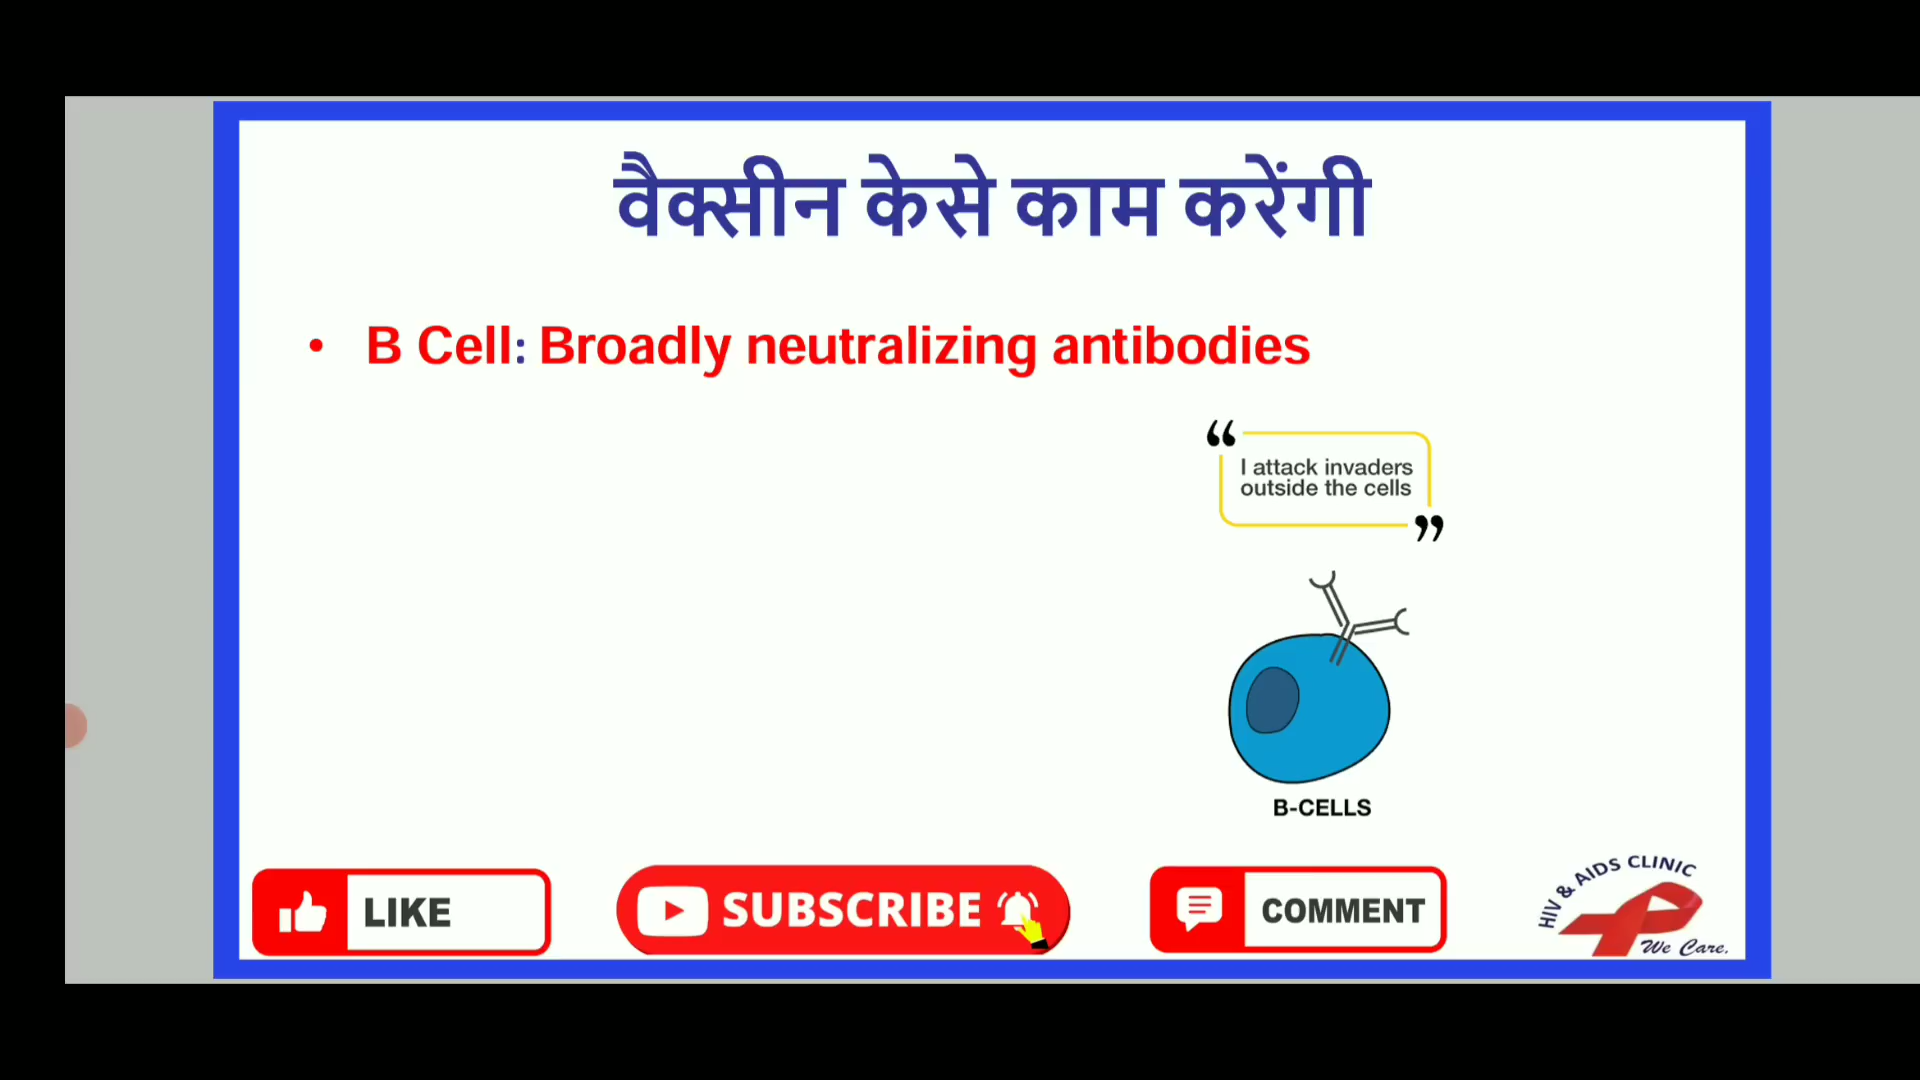 वैक्सीन केसे काम करेंगी
• B Cell: Broadly neutralizing antibodies
“ I attack invaders
outside the cells ”
B-CELLS
LIKE
SUBSCRIBE
COMMENT
HIV & AIDS CLINIC
We Care.